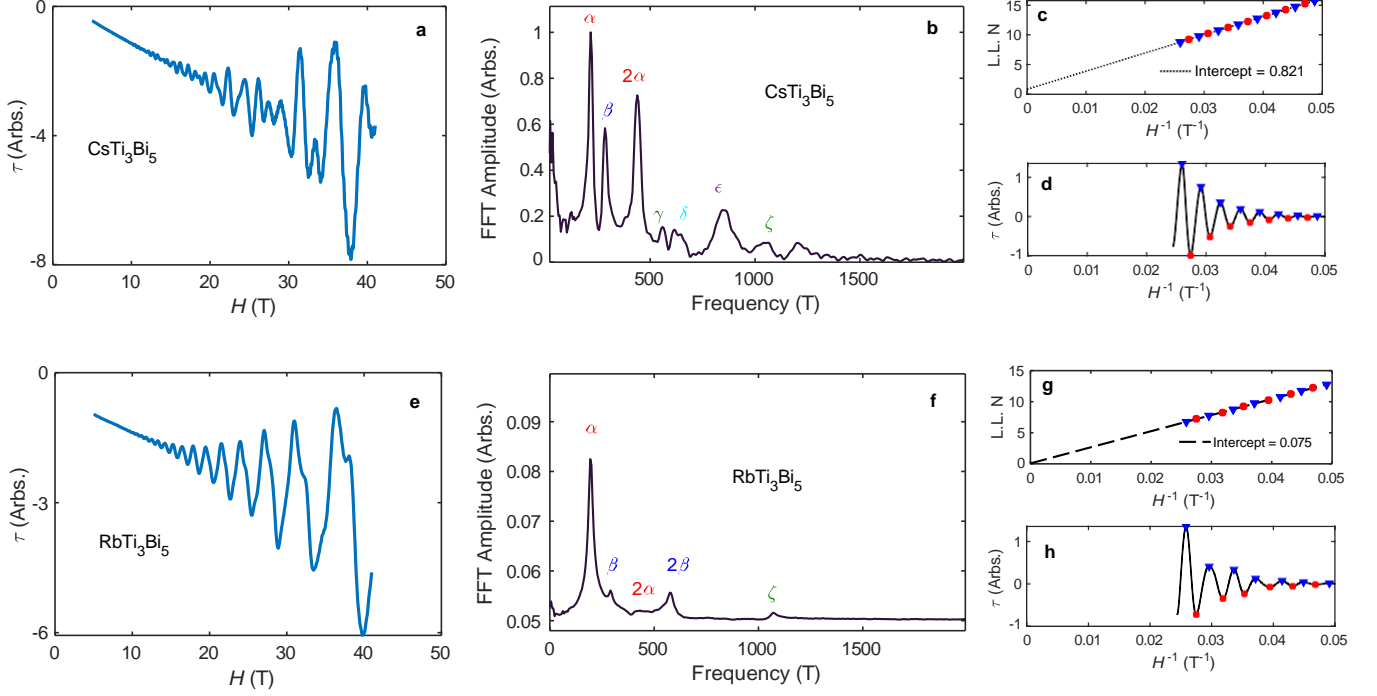 a
0
-4
-8
τ (Arbs.)
CsTi3Bi5
0 10 20 30 40 50
H (T)
b
α
β
2α
γ
δ
ϵ
ζ
CsTi3Bi5
1
0.8
0.6
0.4
0.2
0
FFT Amplitude (Arbs.)
500 1000 1500
Frequency (T)
c
15
10
5
0
L.L. N
Intercept = 0.821
0 0.01 0.02 0.03 0.04 0.05
H-1 (T-1)
d
1
0
-1
τ (Arbs.)
0 0.01 0.02 0.03 0.04 0.05
H-1 (T-1)
e
0
-3
-6
τ (Arbs.)
RbTi3Bi5
0 10 20 30 40 50
H (T)
f
α
β
2α
2β
ζ
RbTi3Bi5
0.09
0.08
0.07
0.06
0.05
FFT Amplitude (Arbs.)
0 500 1000 1500
Frequency (T)
g
15
10
5
0
L.L. N
Intercept = 0.075
0 0.01 0.02 0.03 0.04 0.05
H-1 (T-1)
h
1
0
-1
τ (Arbs.)
0 0.01 0.02 0.03 0.04 0.05
H-1 (T-1)